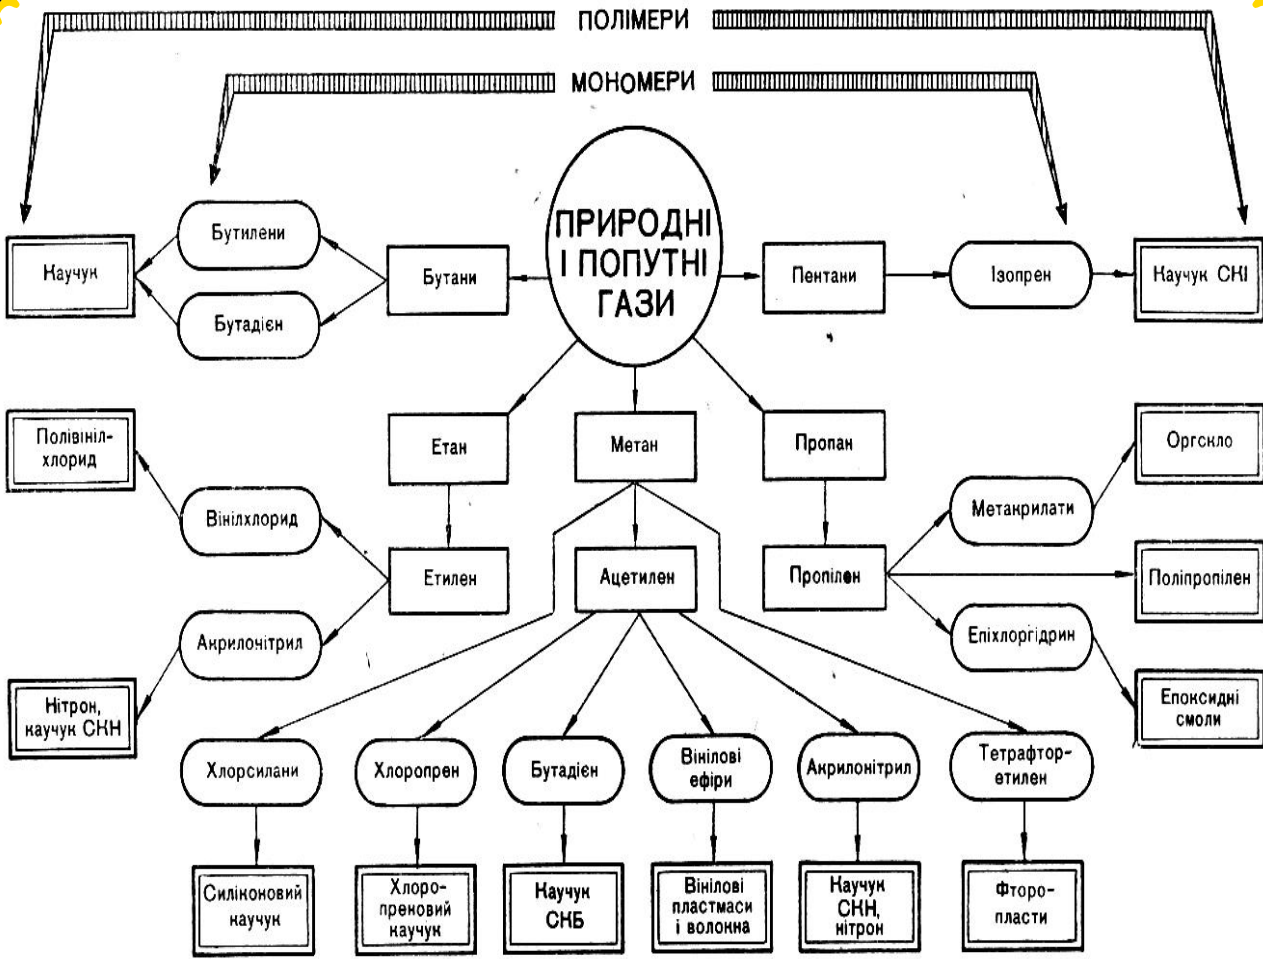 ПОЛІМЕРИ
МОНОМЕРИ
ПРИРОДНІ
І ПОПУТНІ
ГАЗИ
Каучук
Бутилени
Бутадієн
Бутани
Пентани
Ізопрен
Каучук СКІ
Полівініл-
хлорид
Етан
Метан
Пропан
Оргскло
Вінілхлорид
Метакрилати
Етилен
Ацетилен
Пропілен
Поліпропілен
Акрилонітрил
Епіхлоргідрин
Нітрон,
каучук СКН
Епоксидні
смоли
Хлорсилани
Хлоропрен
Бутадієн
Вінілові
ефіри
Акрилонітрил
Тетрафтор-
етилен
Силіконовий
каучук
Хлоро-
преновий
каучук
Каучук
СКБ
Вінілові
пластмаси
і волокна
Каучук
СКН,
нітрон
Фторо-
пласти